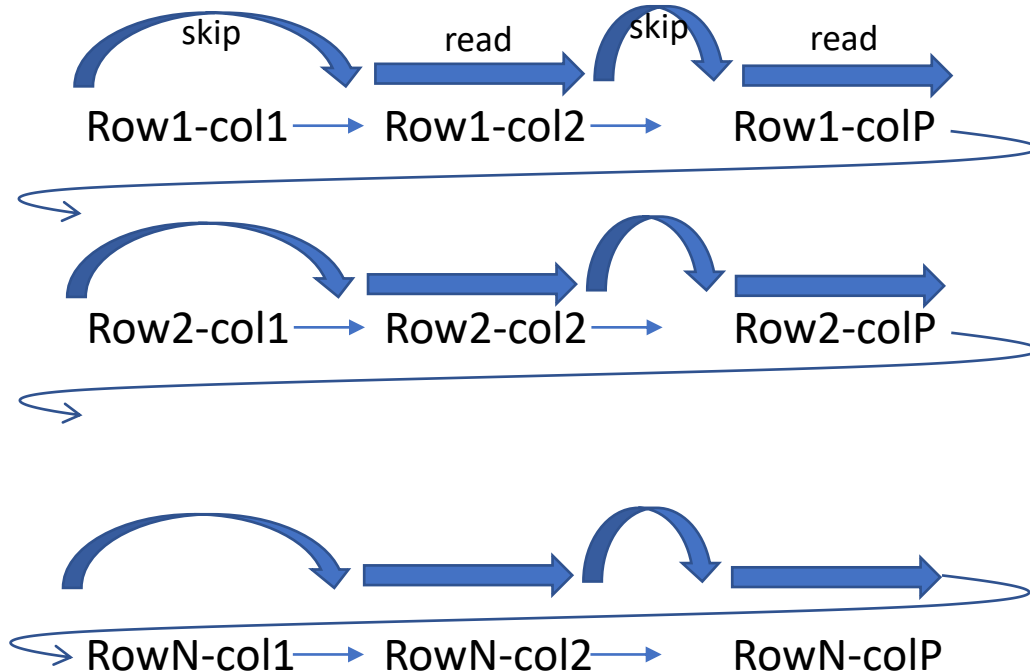 skip read skip read
Row1-col1 Row1-col2 Row1-colP
Row2-col1 Row2-col2 Row2-colP
RowN-col1 RowN-col2 RowN-colP